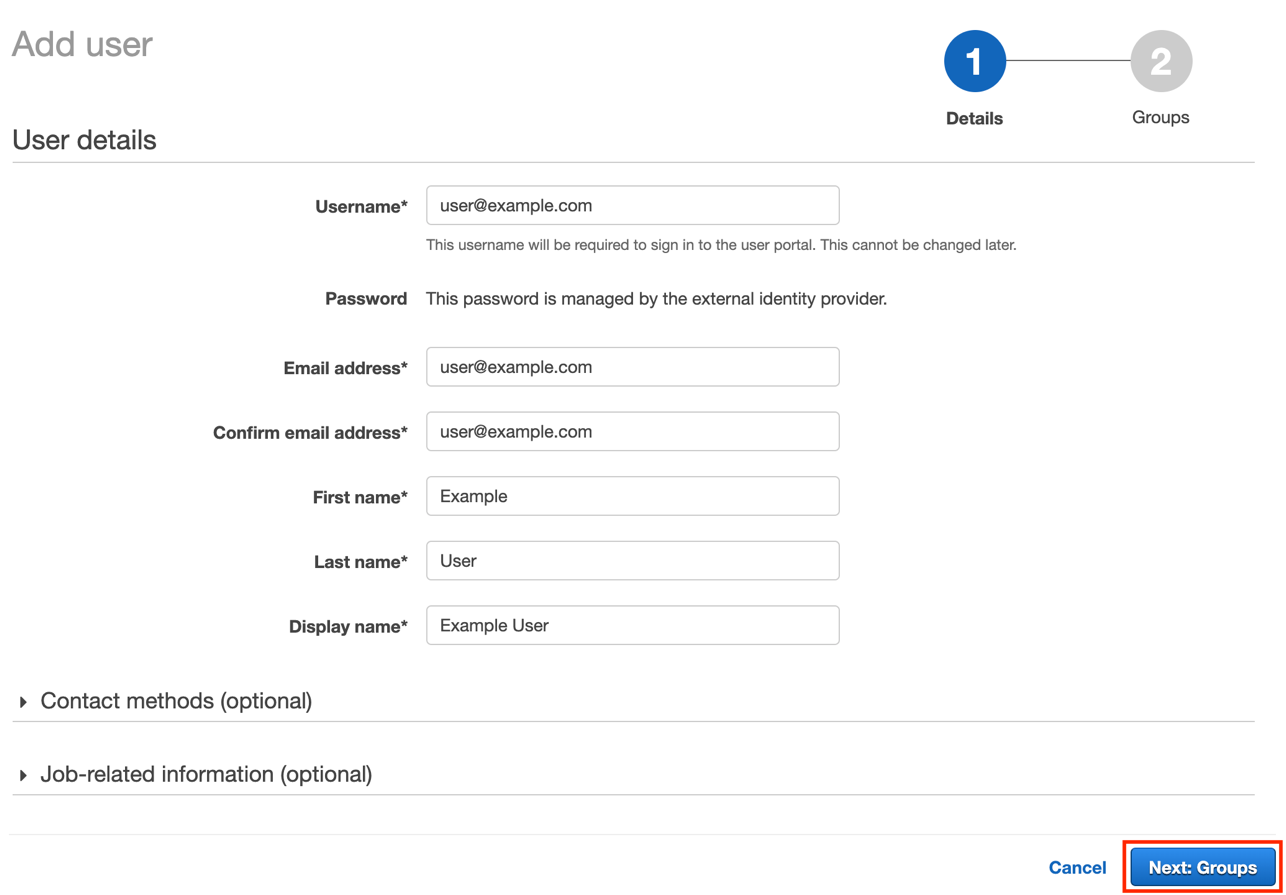 Add user
1
2
Details
Groups
User details
Username*
user@example.com
This username will be required to sign in to the user portal. This cannot be changed later.
Password
This password is managed by the external identity provider.
Email address*
user@example.com
Confirm email address*
user@example.com
First name*
Example
Last name*
User
Display name*
Example User
Contact methods (optional)
Job-related information (optional)
Cancel
Next: Groups